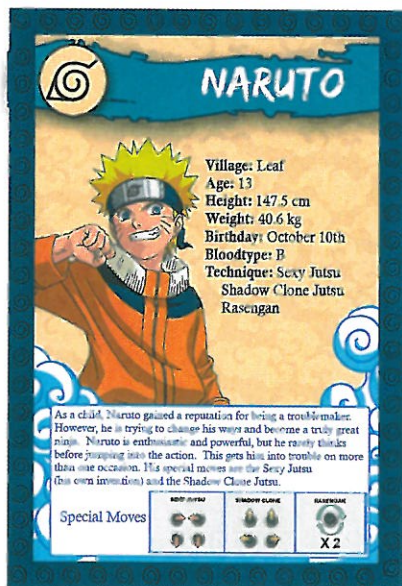 NARUTO
Village: Leaf
Age: 13
Height: 147.5 cm
Weight: 40.6 kg
Birthday: October 10th
Bloodtype: B
Technique: Sexy Jutsu
Shadow Clone Jutsu
Rasengan
As a child, Naruto gained a reputation for being a troublemaker.
However, he is trying to change his ways and become a truly great
ninja. Naruto is enthusiastic and powerful, but he rarely thinks
before jumping into the action. This gets him into trouble on more
than one occasion. His special moves are the Sexy Jutsu
(his own invention) and the Shadow Clone Jutsu.
Special Moves
SEXY JUTSU SHADOW CLONE RASENGAN
X 2